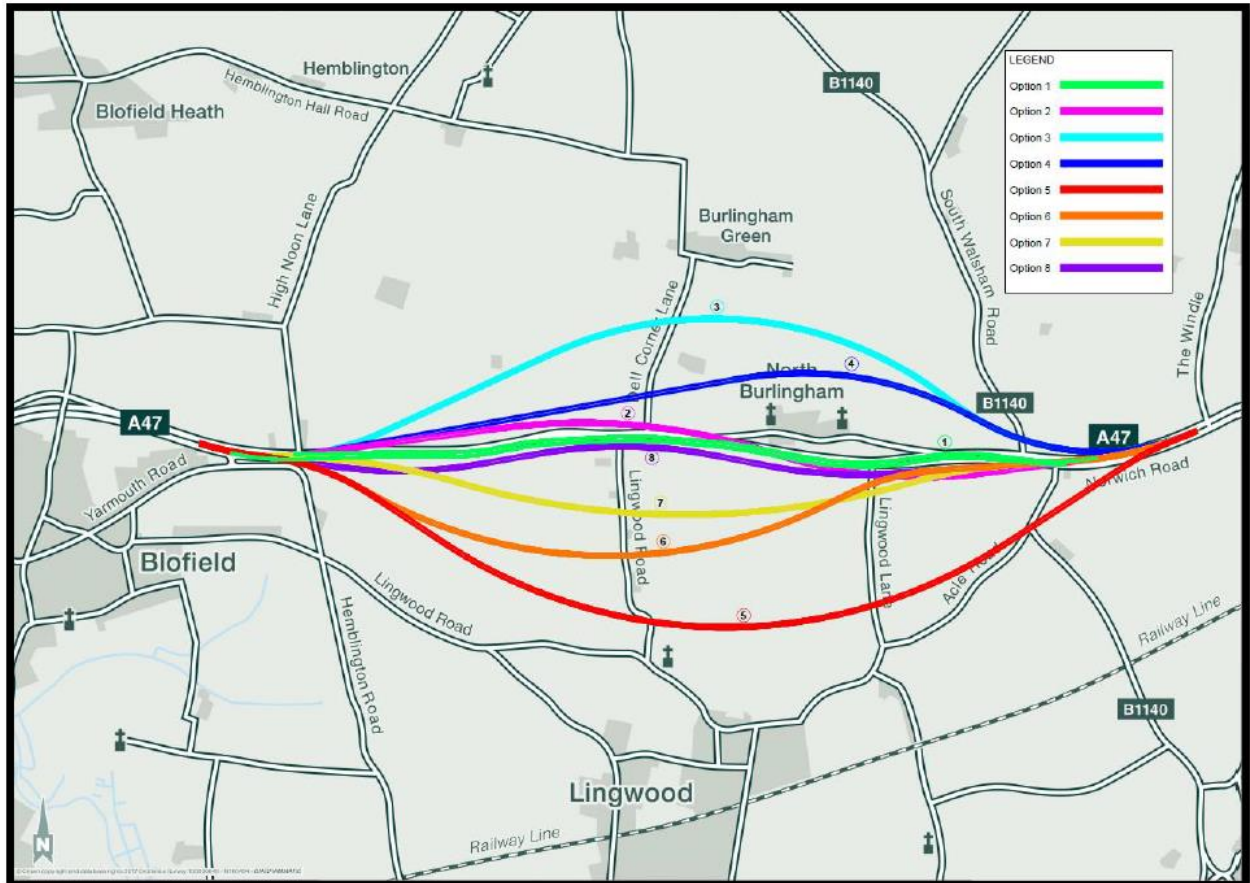 LEGEND
Option 1
Option 2
Option 3
Option 4
Option 5
Option 6
Option 7
Option 8
Hemblington
Hemblington Hall Road
Blofield Heath
B1140
High Noon Lane
Burlingham
Green
South Walsham Road
The Windle
ell Corner Lane
3
4
North
Burlingham
B1140
A47
2
1
A47
8
Norwich Road
Yarmouth Road
7
Lingwood Road
6
Lingwood Lane
Blofield
Lingwood Road
Acle Road
5
Hemblington Road
Railway Line
B1140
Lingwood
Railway Line
N